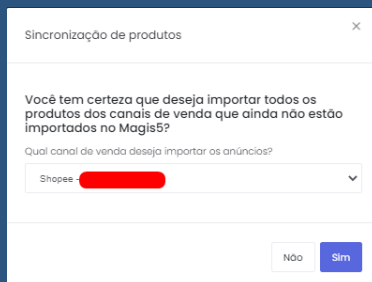 Sincronização de produtos
×
Você tem certeza que deseja importar todos os
produtos dos canais de venda que ainda não estão
importados no Magis5?
Qual canal de venda deseja importar os anúncios?
Shopee -
Não
Sim